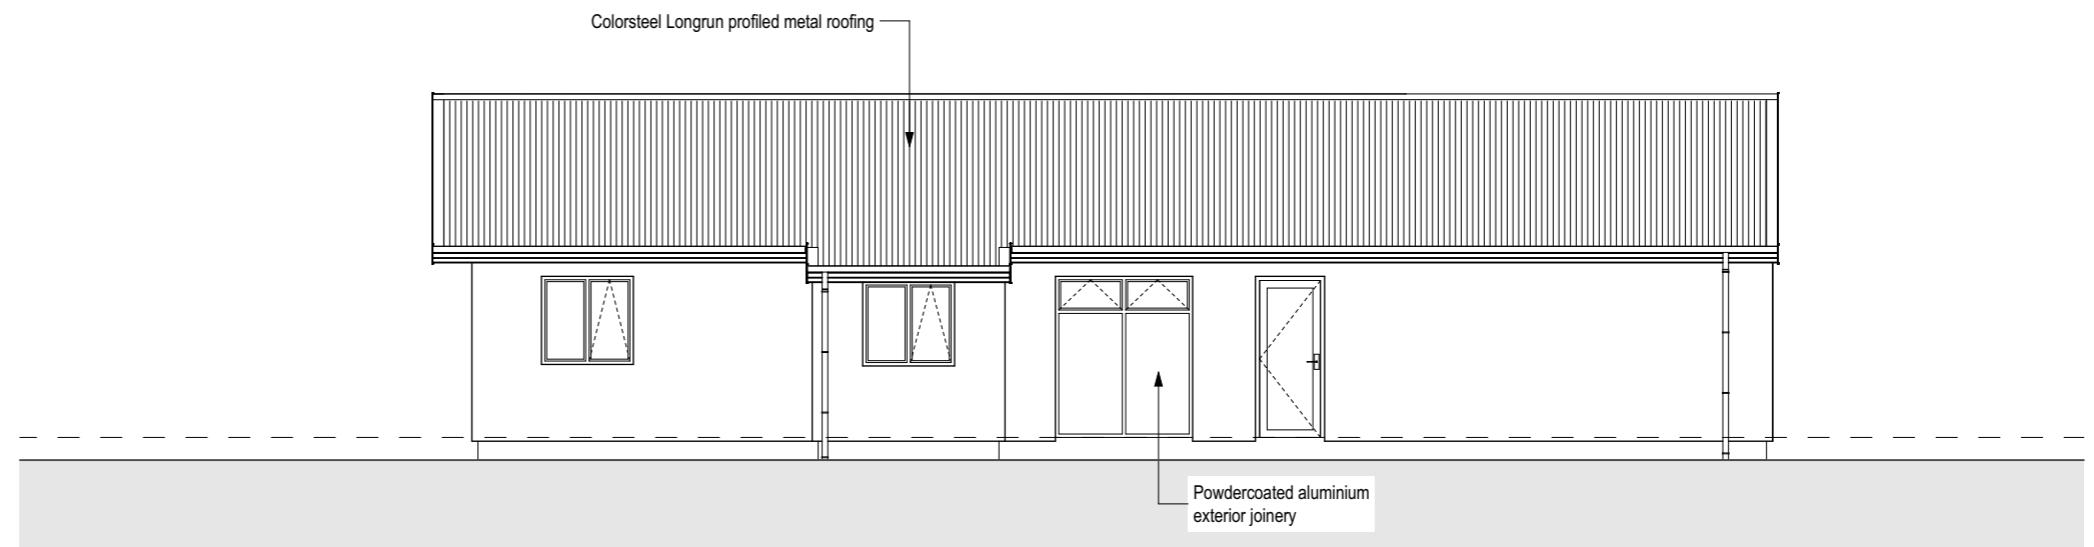 Colorsteel Longrun profiled metal roofing
Powdercoated aluminium
exterior joinery